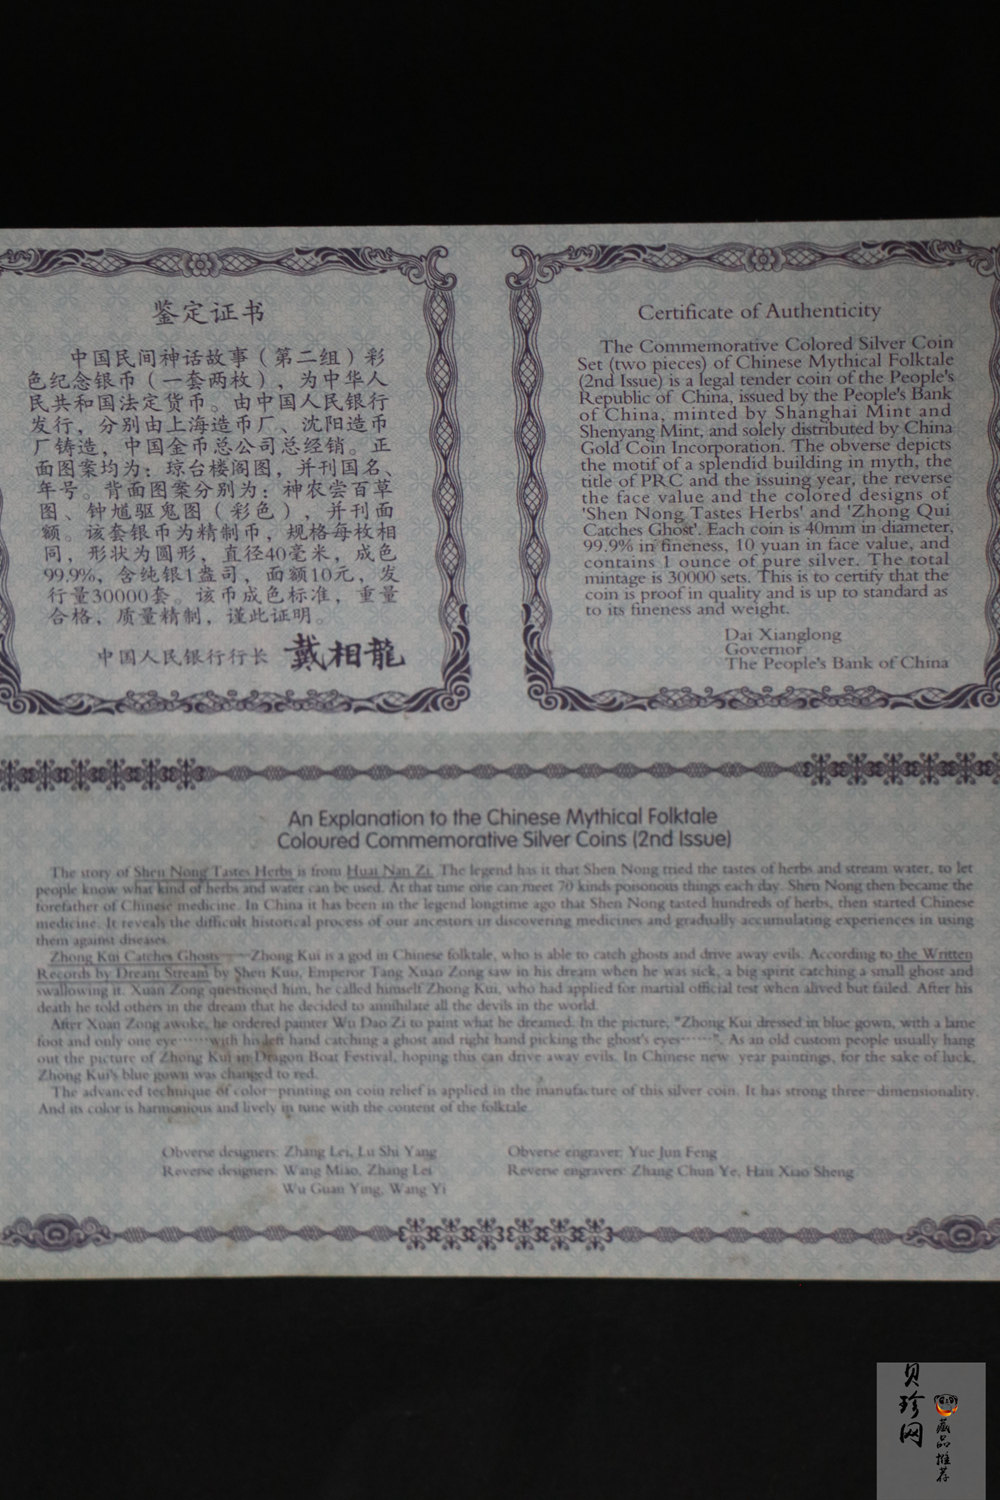 鉴定证书
中国民间神话故事（第二组）彩
色纪念银币（一套两枚），为中华人
民共和国法定货币。由中国人民银行
发行，分别由上海造币厂、沈阳造币
厂铸造，中国金币总公司总经销。正
面图案均为：琼台楼阁图，并刊国名、
年号。背面图案分别为：神农尝百草
图、钟馗驱鬼图（彩色），并刊面
额。该套银币为精制币，规格每枚相
同，形状为圆形，直径40毫米，成色
99.9%，含纯银1盎司，面额10元，发
行量30000套。该币成色标准，重量
合格，质量精制，谨此证明。
中国人民银行行长 戴相龍
Certificate of Authenticity
The Commemorative Colored Silver Coin
Set (two pieces) of Chinese Mythical Folktale
(2nd Issue) is a legal tender coin of the People's
Republic of China, issued by the People's Bank
of China, minted by Shanghai Mint and
Shenyang Mint, and solely distributed by China
Gold Coin Incorporation. The obverse depicts
the motif of a splendid building in myth, the
title of PRC and the issuing year, the reverse
the face value and the colored designs of
'Shen Nong Tastes Herbs' and 'Zhong Qui
Catches Ghost'. Each coin is 40mm in diameter,
99.9% in fineness, 10 yuan in face value, and
contains 1 ounce of pure silver. The total
mintage is 30000 sets. This is to certify that the
coin is proof in quality and is up to standard as
to its fineness and weight.
Dai Xianglong
Governor
The People's Bank of China
An Explanation to the Chinese Mythical Folktale
Coloured Commemorative Silver Coins (2nd Issue)
The story of Shen Nong Tastes Herbs is from Huai Nan Zi. The legend has it that Shen Nong tried the tastes of herbs and stream water, to let
people know what kind of herbs and water can be used. At that time one can meet 70 kinds poisonous things each day. Shen Nong then became the
forefather of Chinese medicine. In China it has been in the legend longtime ago that Shen Nong tasted hundreds of herbs, then started Chinese
medicine. It reveals the difficult historical process of our ancestors in discovering medicines and gradually accumulating experiences in using
them against diseases.
Zhong Kui Catches Ghosts——Zhong Kui is a god in Chinese folktale, who is able to catch ghosts and drive away evils. According to the Written
Records by Dream Stream by Shen Kuo, Emperor Tang Xuan Zong saw in his dream when he was sick, a big spirit catching a small ghost and
swallowing it. Xuan Zong questioned him, he called himself Zhong Kui, who had applied for martial official test when alived but failed. After his
death he told others in the dream that he decided to annihilate all the devils in the world.
After Xuan Zong awoke, he ordered painter Wu Dao Zi to paint what he dreamed. In the picture, "Zhong Kui dressed in blue gown, with a lame
foot and only one eye······with his left hand catching a ghost and right hand picking the ghost's eyes······". As an old custom people usually hang
out the picture of Zhong Kui in Dragon Boat Festival, hoping this can drive away evils. In Chinese new year paintings, for the sake of luck,
Zhong Kui's blue gown was changed to red.
The advanced technique of color-printing on coin relief is applied in the manufacture of this silver coin. It has strong three-dimensionality.
And its color is harmonious and lively in tune with the content of the folktale.
Obverse designers: Zhang Lei, Lu Shi Yang
Reverse designers: Wang Miao, Zhang Lei
Wu Guan Ying, Wang Yi
Obverse engraver: Yue Jun Feng
Reverse engravers: Zhang Chun Ye, Hau Xiao Sheng
贝珍网
藏品推荐